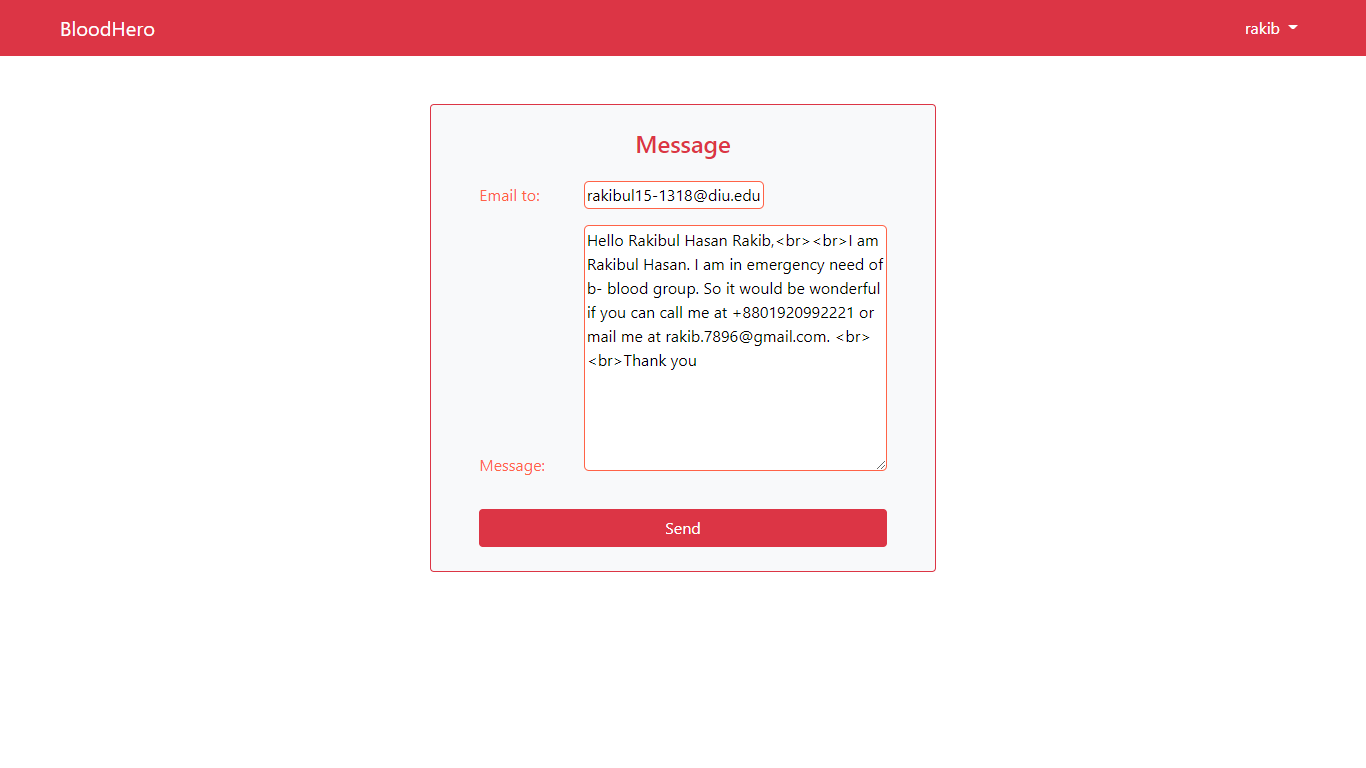 BloodHero
rakib
Message
Email to:
rakibul15-1318@diu.edu
Hello Rakibul Hasan Rakib,<br><br>I am
Rakibul Hasan. I am in emergency need of
b- blood group. So it would be wonderful
if you can call me at +8801920992221 or
mail me at rakib.7896@gmail.com. <br>
<br>Thank you
Message:
Send